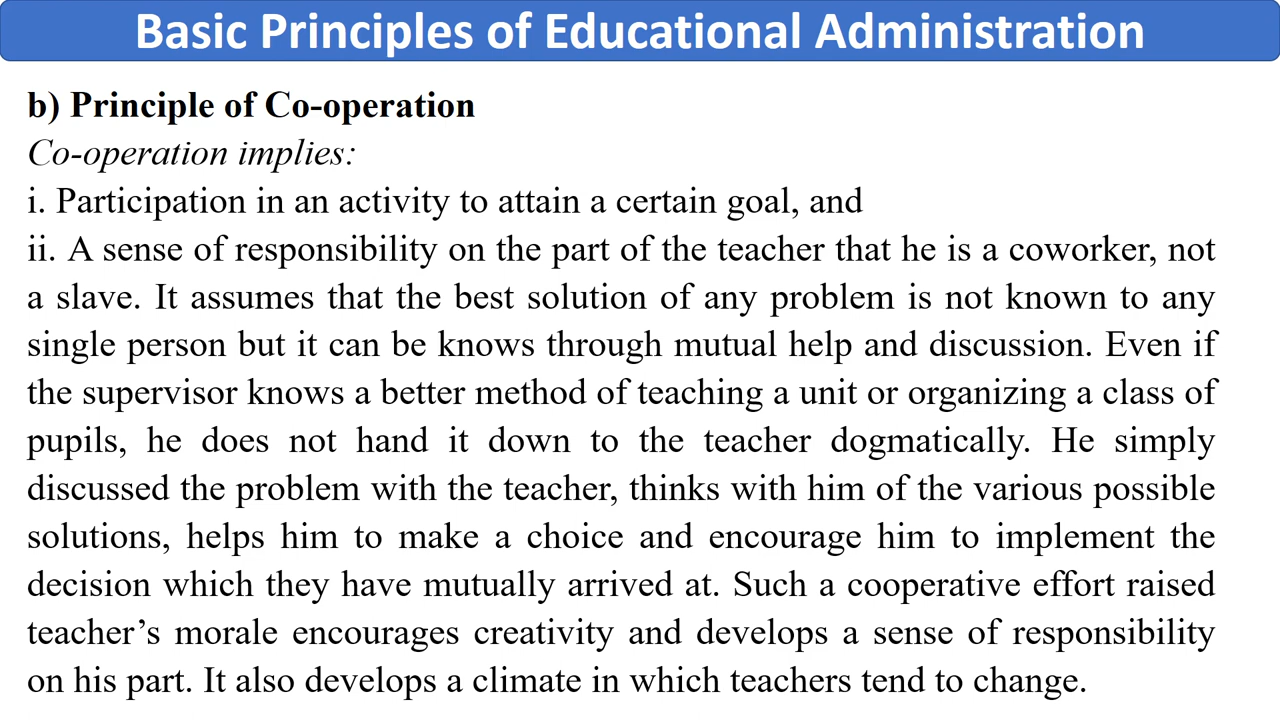 Basic Principles of Educational Administration
b) Principle of Co-operation
Co-operation implies:
i. Participation in an activity to attain a certain goal, and
ii. A sense of responsibility on the part of the teacher that he is a coworker, not
a slave. It assumes that the best solution of any problem is not known to any
single person but it can be knows through mutual help and discussion. Even if
the supervisor knows a better method of teaching a unit or organizing a class of
pupils, he does not hand it down to the teacher dogmatically. He simply
discussed the problem with the teacher, thinks with him of the various possible
solutions, helps him to make a choice and encourage him to implement the
decision which they have mutually arrived at. Such a cooperative effort raised
teacher’s morale encourages creativity and develops a sense of responsibility
on his part. It also develops a climate in which teachers tend to change.